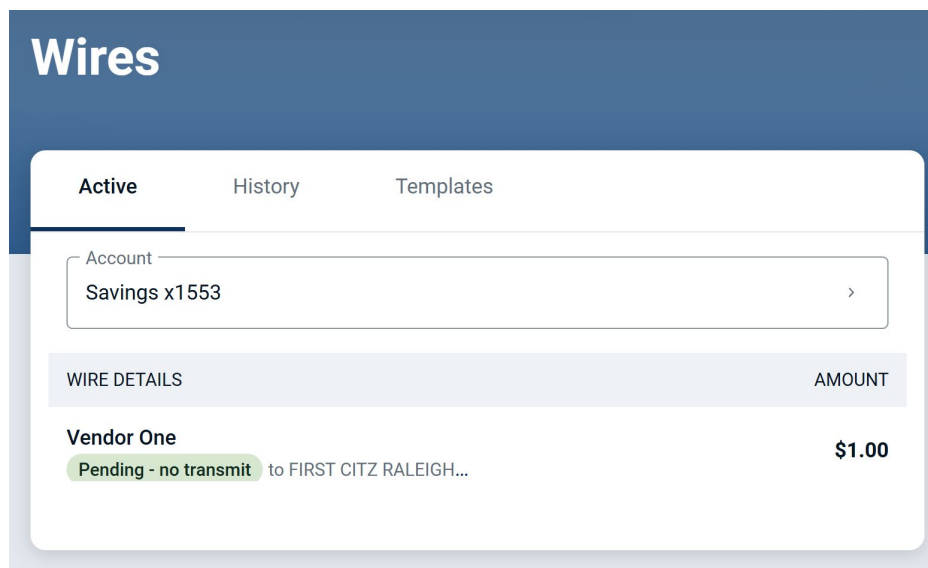 Wires
Active History Templates
Account
Savings x1553
WIRE DETAILS AMOUNT
Vendor One
$1.00
Pending - no transmit to FIRST CITZ RALEIGH...